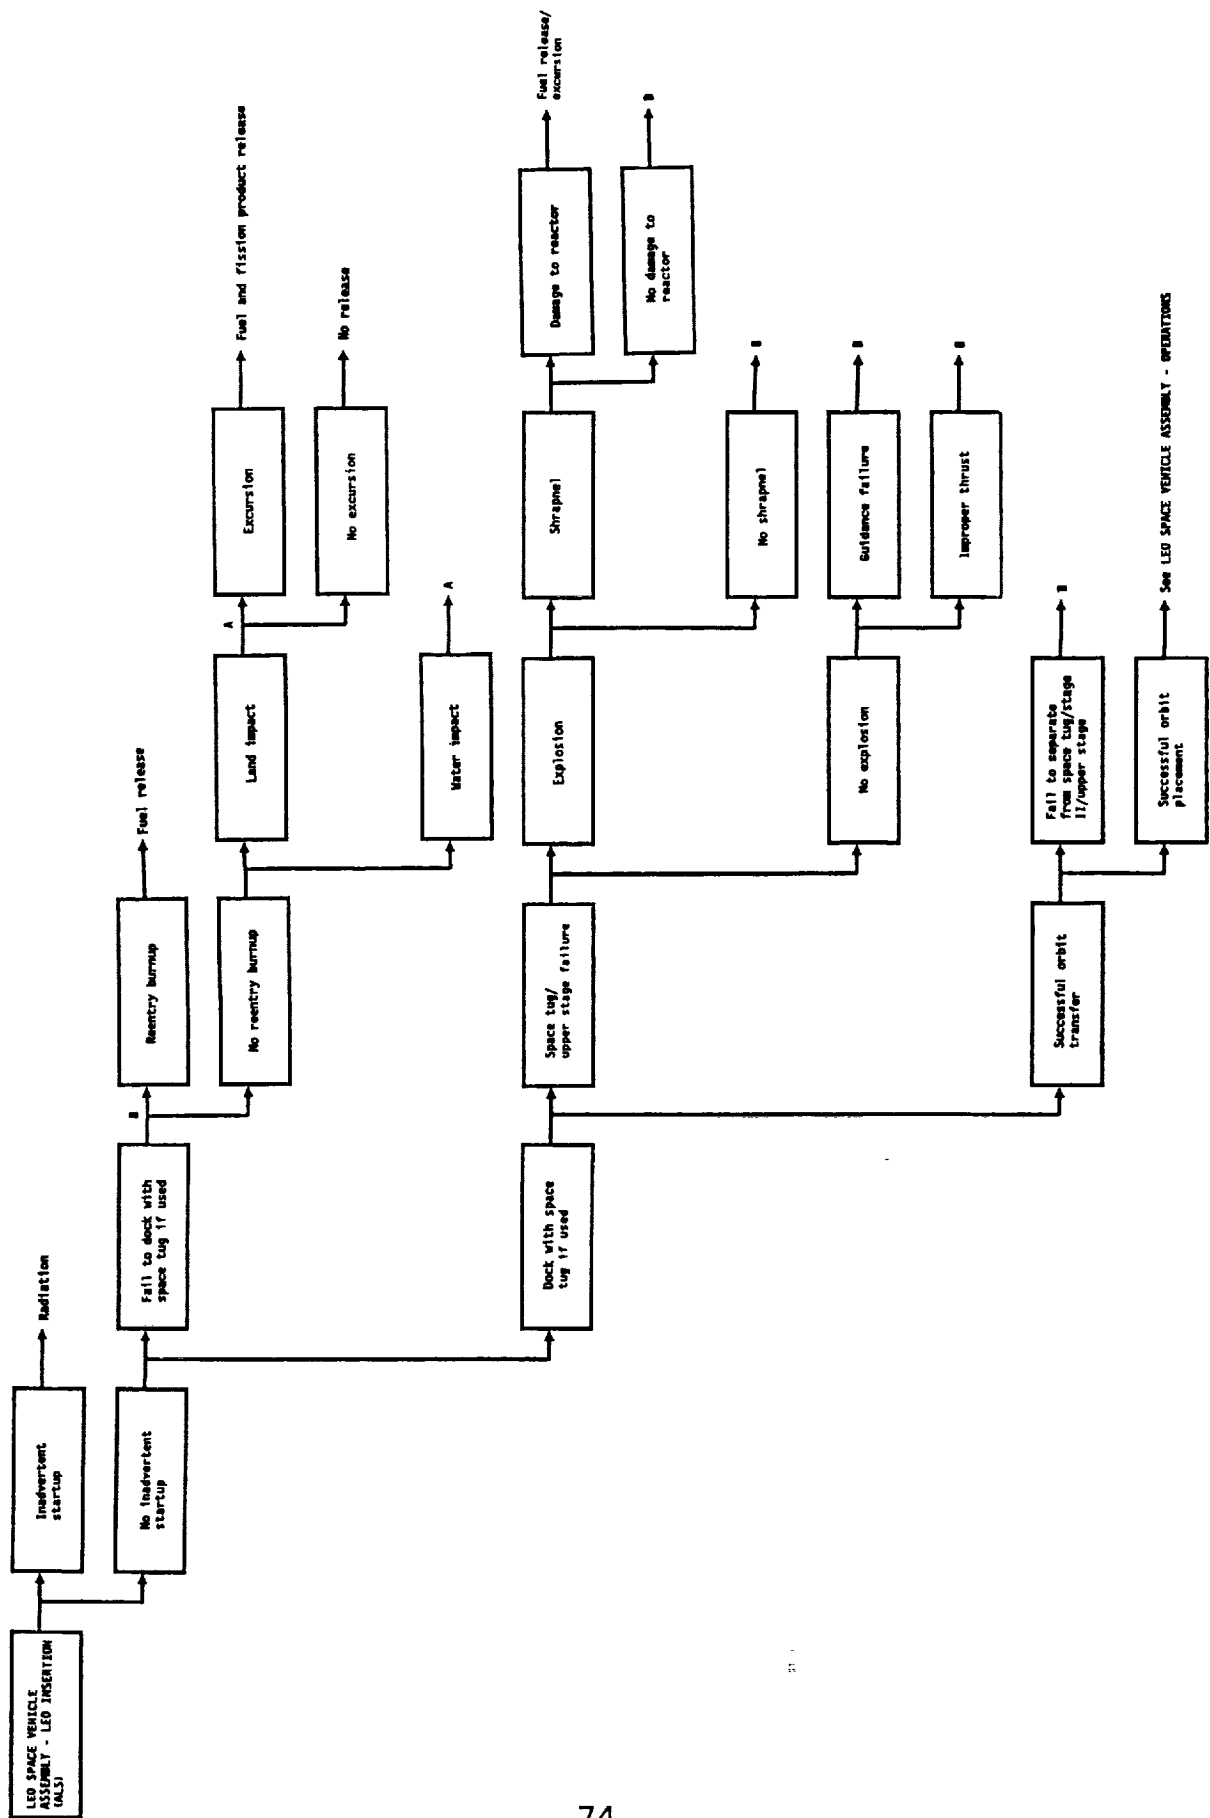 LEO SPACE VEHICLE
ASSEMBLY - LEO INSERTION
(ALS)
Inadvertent
startup
Radiation
No inadvertent
startup
Fail to dock with
space tug if used
B
Reentry burnup
Fuel release
No reentry burnup
Land impact
A
Excursion
Fuel and fission product release
No excursion
No release
Water impact
A
Dock with space
tug if used
Space tug/
upper stage failure
Explosion
Shrapnel
Damage to reactor
Fuel release/
excursion
No damage to
reactor
B
No shrapnel
B
No explosion
Guidance failure
B
Improper thrust
B
Successful orbit
transfer
Fail to separate
from space tug/stage
II/upper stage
B
Successful orbit
placement
See LEO SPACE VEHICLE ASSEMBLY - OPERATIONS
74